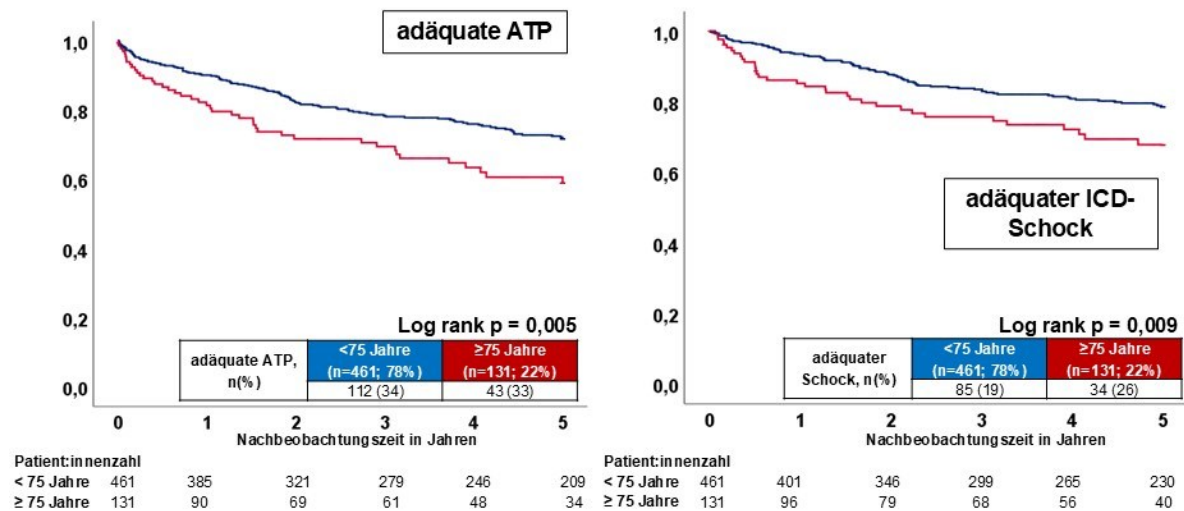 adäquate ATP
1,0
0,8
0,6
0,4
0,2
0,0
Log rank p = 0,005
adäquate ATP, n(%)
<75 Jahre (n=461; 78%)
≥75 Jahre (n=131; 22%)
112 (34)
43 (33)
0 1 2 3 4 5
Nachbeobachtungszeit in Jahren
Patient:innenzahl
< 75 Jahre 461 385 321 279 246 209
≥ 75 Jahre 131 90 69 61 48 34
1,0
0,8
0,6
0,4
0,2
0,0
adäquater ICD-
Schock
Log rank p = 0,009
adäquater
Schock, n(%)
<75 Jahre
(n=461; 78%)
≥75 Jahre
(n=131; 22%)
85 (19)
34 (26)
0 1 2 3 4 5
Nachbeobachtungszeit in Jahren
Patient:innenzahl
< 75 Jahre 461 401 346 299 265 230
≥ 75 Jahre 131 96 79 68 56 40